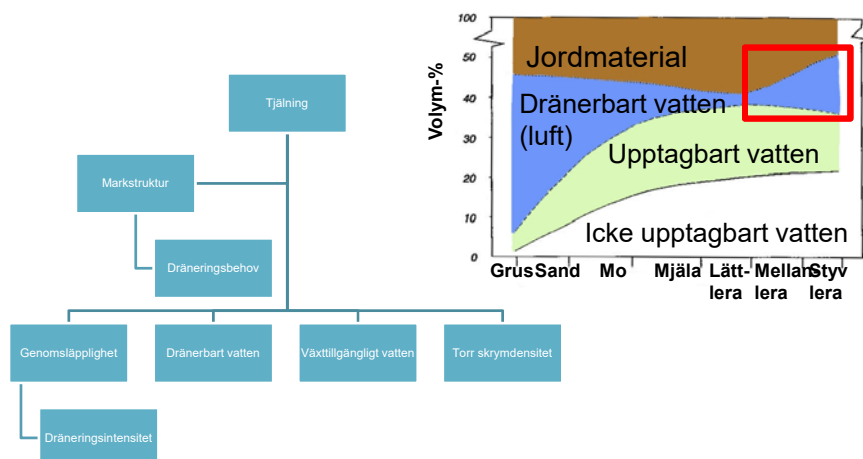 Tjälning
Markstruktur
Dräneringsbehov
Genomsläpplighet
Dränerbart vatten
Växttillgängligt vatten
Torr skrymdensitet
Dräneringsintensitet
Volym-%
100
50
40
30
20
10
0
Jordmaterial
Dränerbart vatten
(luft)
Upptagbart vatten
Icke upptagbart vatten
Grus Sand Mo Mjäla Lätt- Mellan Styv
lera lera lera